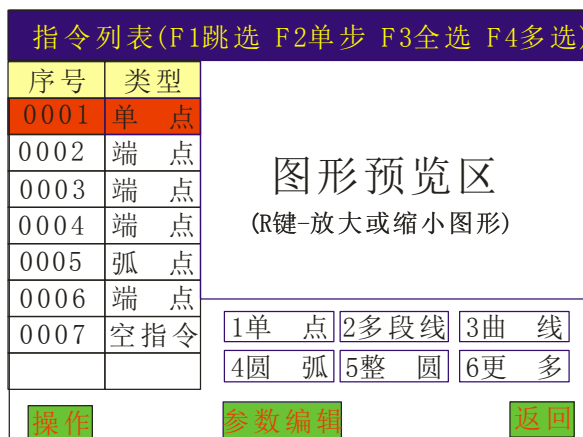 指令列表(F1跳选 F2单步 F3全选 F4多选)
序号 类型
0001 单 点
0002 端 点
0003 端 点
0004 端 点
0005 弧 点
0006 端 点
0007 空指令
图形预览区
(R键-放大或缩小图形)
1单 点 2多段线 3曲 线
4圆 弧 5整 圆 6更 多
操作 参数编辑 返回